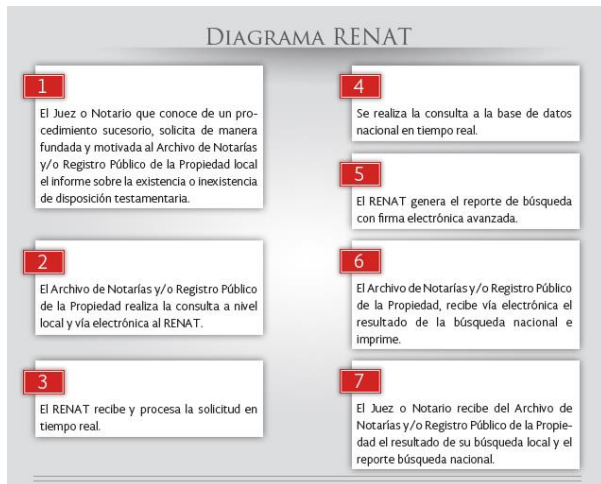 DIAGRAMA RENAT
1
El Juez o Notario que conoce de un pro-
cedimiento sucesorio, solicita de manera
fundada y motivada al Archivo de Notarías
y/o Registro Público de la Propiedad local
el informe sobre la existencia o inexistencia
de disposición testamentaria.
2
El Archivo de Notarías y/o Registro Público
de la Propiedad realiza la consulta a nivel
local y vía electrónica al RENAT.
3
El RENAT recibe y procesa la solicitud en
tiempo real.
4
Se realiza la consulta a la base de datos
nacional en tiempo real.
5
El RENAT genera el reporte de búsqueda
con firma electrónica avanzada.
6
El Archivo de Notarías y/o Registro Público
de la Propiedad, recibe vía electrónica el
resultado de la búsqueda nacional e
imprime.
7
El Juez o Notario recibe del Archivo de
Notarías y/o Registro Público de la Propie-
dad el resultado de su búsqueda local y el
reporte búsqueda nacional.